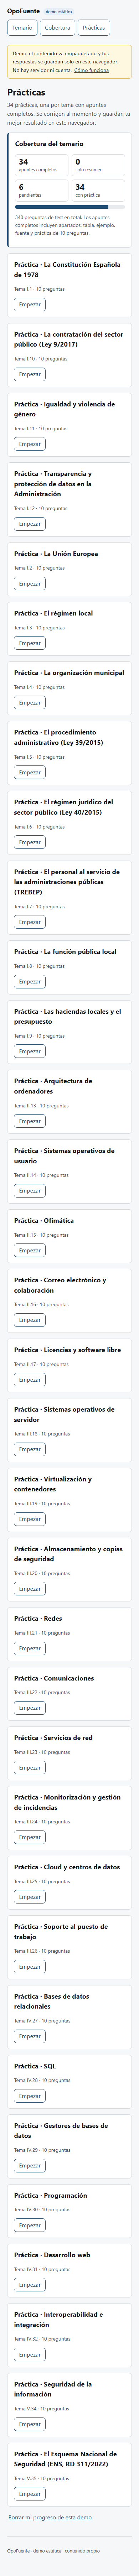 OpoFuente demo estática
Temario Cobertura Prácticas
Demo: el contenido va empaquetado y tus
respuestas se guardan solo en este navegador.
No hay servidor ni cuenta. Cómo funciona
Prácticas
34 prácticas, una por tema con apuntes
completos. Se corrigen al momento y guardan tu
mejor resultado en este navegador.
Cobertura del temario
34
apuntes completos
0
solo resumen
6
pendientes
34
con práctica
340 preguntas de test en total. Los apuntes
completos incluyen apartados, tabla, ejemplo,
fuente y práctica de 10 preguntas.
Práctica · La Constitución Española
de 1978
Tema I.1 · 10 preguntas
Empezar
Práctica · La contratación del sector
público (Ley 9/2017)
Tema I.10 · 10 preguntas
Empezar
Práctica · Igualdad y violencia de
género
Tema I.11 · 10 preguntas
Empezar
Práctica · Transparencia y
protección de datos en la
Administración
Tema I.12 · 10 preguntas
Empezar
Práctica · La Unión Europea
Tema I.2 · 10 preguntas
Empezar
Práctica · El régimen local
Tema I.3 · 10 preguntas
Empezar
Práctica · La organización municipal
Tema I.4 · 10 preguntas
Empezar
Práctica · El procedimiento
administrativo (Ley 39/2015)
Tema I.5 · 10 preguntas
Empezar
Práctica · El régimen jurídico del
sector público (Ley 40/2015)
Tema I.6 · 10 preguntas
Empezar
Práctica · El personal al servicio de
las administraciones públicas
(TREBEP)
Tema I.7 · 10 preguntas
Empezar
Práctica · La función pública local
Tema I.8 · 10 preguntas
Empezar
Práctica · Las haciendas locales y el
presupuesto
Tema I.9 · 10 preguntas
Empezar
Práctica · Arquitectura de
ordenadores
Tema II.13 · 10 preguntas
Empezar
Práctica · Sistemas operativos de
usuario
Tema II.14 · 10 preguntas
Empezar
Práctica · Ofimática
Tema II.15 · 10 preguntas
Empezar
Práctica · Correo electrónico y
colaboración
Tema II.16 · 10 preguntas
Empezar
Práctica · Licencias y software libre
Tema II.17 · 10 preguntas
Empezar
Práctica · Sistemas operativos de
servidor
Tema III.18 · 10 preguntas
Empezar
Práctica · Virtualización y
contenedores
Tema III.19 · 10 preguntas
Empezar
Práctica · Almacenamiento y copias
de seguridad
Tema III.20 · 10 preguntas
Empezar
Práctica · Redes
Tema III.21 · 10 preguntas
Empezar
Práctica · Comunicaciones
Tema III.22 · 10 preguntas
Empezar
Práctica · Servicios de red
Tema III.23 · 10 preguntas
Empezar
Práctica · Monitorización y gestión
de incidencias
Tema III.24 · 10 preguntas
Empezar
Práctica · Cloud y centros de datos
Tema III.25 · 10 preguntas
Empezar
Práctica · Soporte al puesto de
trabajo
Tema III.26 · 10 preguntas
Empezar
Práctica · Bases de datos
relacionales
Tema IV.27 · 10 preguntas
Empezar
Práctica · SQL
Tema IV.28 · 10 preguntas
Empezar
Práctica · Gestores de bases de
datos
Tema IV.29 · 10 preguntas
Empezar
Práctica · Programación
Tema IV.30 · 10 preguntas
Empezar
Práctica · Desarrollo web
Tema IV.31 · 10 preguntas
Empezar
Práctica · Interoperabilidad e
integración
Tema IV.32 · 10 preguntas
Empezar
Práctica · Seguridad de la
información
Tema V.34 · 10 preguntas
Empezar
Práctica · El Esquema Nacional de
Seguridad (ENS, RD 311/2022)
Tema V.35 · 10 preguntas
Empezar
Borrar mi progreso de esta demo
OpoFuente · demo estática · contenido propio